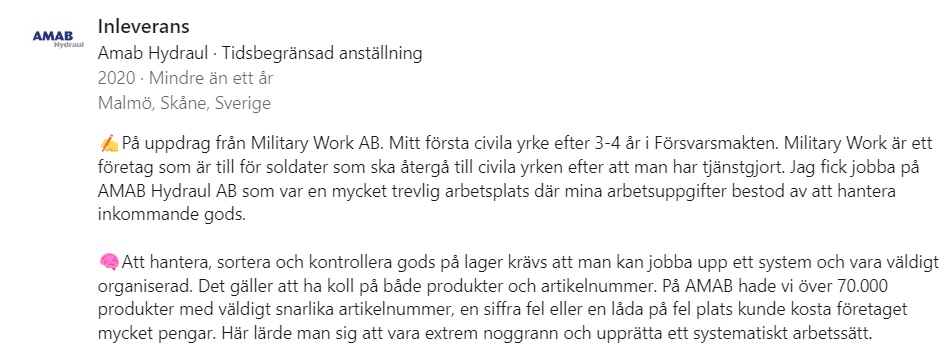 AMAB
Hydraul
Inleverans
Amab Hydraul · Tidsbegränsad anställning
2020 · Mindre än ett år
Malmö, Skåne, Sverige
✍️På uppdrag från Military Work AB. Mitt första civila yrke efter 3-4 år i Försvarsmakten. Military Work är ett
företag som är till för soldater som ska återgå till civila yrken efter att man har tjänstgjort. Jag fick jobba på
AMAB Hydraul AB som var en mycket trevlig arbetsplats där mina arbetsuppgifter bestod av att hantera
inkommande gods.
🧠Att hantera, sortera och kontrollera gods på lager krävs att man kan jobba upp ett system och vara väldigt
organiserad. Det gäller att ha koll på både produkter och artikelnummer. På AMAB hade vi över 70.000
produkter med väldigt snarlika artikelnummer, en siffra fel eller en låda på fel plats kunde kosta företaget
mycket pengar. Här lärde man sig att vara extrem noggrann och upprätta ett systematiskt arbetssätt.